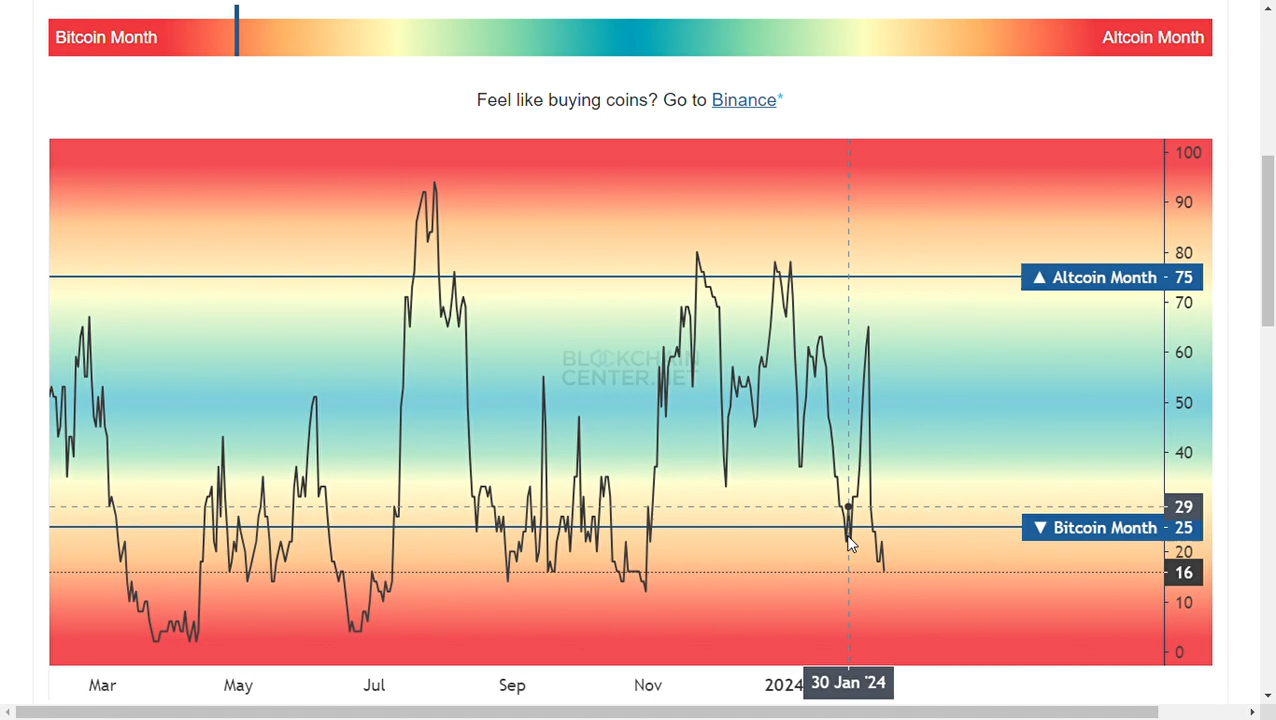 Bitcoin Month Altcoin Month
Feel like buying coins? Go to Binance*
100
90
80
▲ Altcoin Month 75
70
60
BLOCKCHAIN
CENTER.NET
50
40
29
▼ Bitcoin Month 25
20
16
10
0
Mar May Jul Sep Nov 2024 30 Jan '24